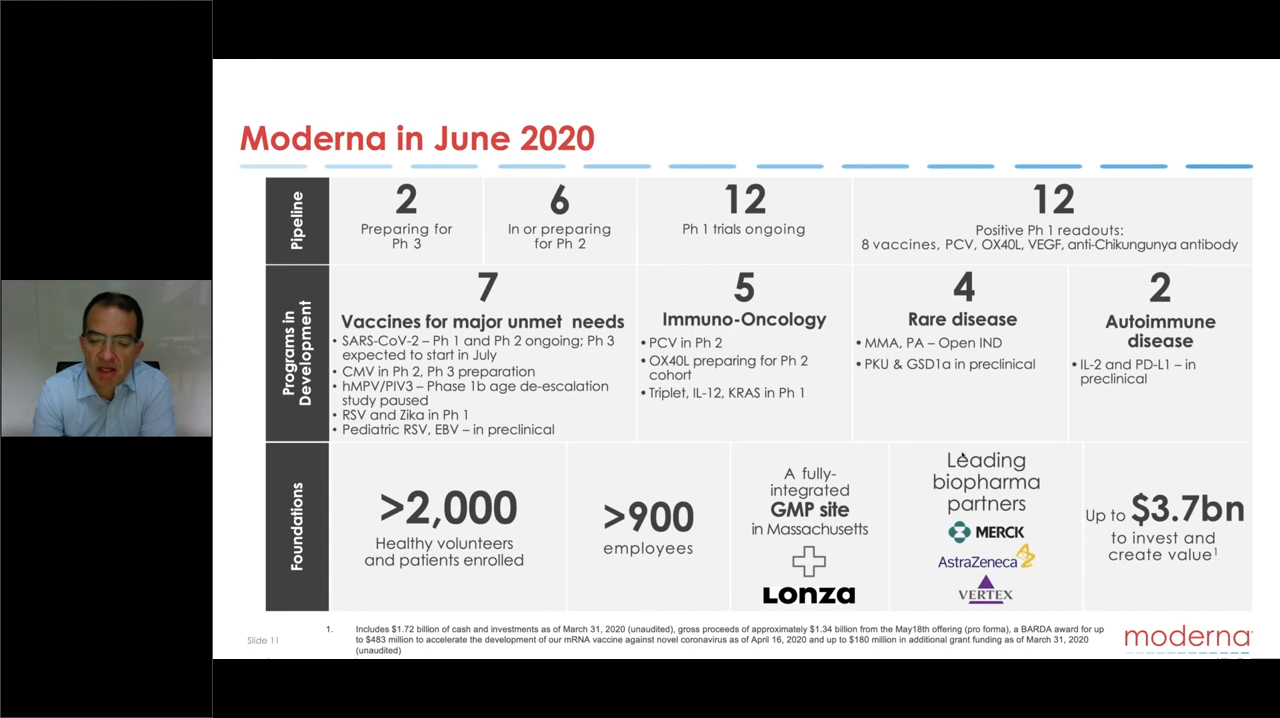 Moderna in June 2020
Pipeline
2
Preparing for
Ph 3
6
In or preparing
for Ph 2
12
Ph 1 trials ongoing
12
Positive Ph 1 readouts:
8 vaccines, PCV, OX40L, VEGF, anti-Chikungunya antibody
Programs in
Development
7
Vaccines for major unmet needs
• SARS-CoV-2 – Ph 1 and Ph 2 ongoing; Ph 3
expected to start in July
• CMV in Ph 2, Ph 3 preparation
• hMPV/PIV3 – Phase 1b age de-escalation
study paused
• RSV and Zika in Ph 1
• Pediatric RSV, EBV – in preclinical
5
Immuno-Oncology
• PCV in Ph 2
• OX40L preparing for Ph 2
cohort
• Triplet, IL-12, KRAS in Ph 1
4
Rare disease
• MMA, PA – Open IND
• PKU & GSD1a in preclinical
2
Autoimmune
disease
• IL-2 and PD-L1 – in
preclinical
Foundations
>2,000
Healthy volunteers
and patients enrolled
>900
employees
A fully-
integrated
GMP site
in Massachusetts
Lonza
Leading
biopharma
partners
MERCK
AstraZeneca
VERTEX
Up to $3.7bn
to invest and
create value1
Slide 11
1. Includes $1.72 billion of cash and investments as of March 31, 2020 (unaudited), gross proceeds of approximately $1.34 billion from the May18th offering (pro forma), a BARDA award for up
to $483 million to accelerate the development of our mRNA vaccine against novel coronavirus as of April 16, 2020 and up to $180 million in additional grant funding as of March 31, 2020
(unaudited)
moderna